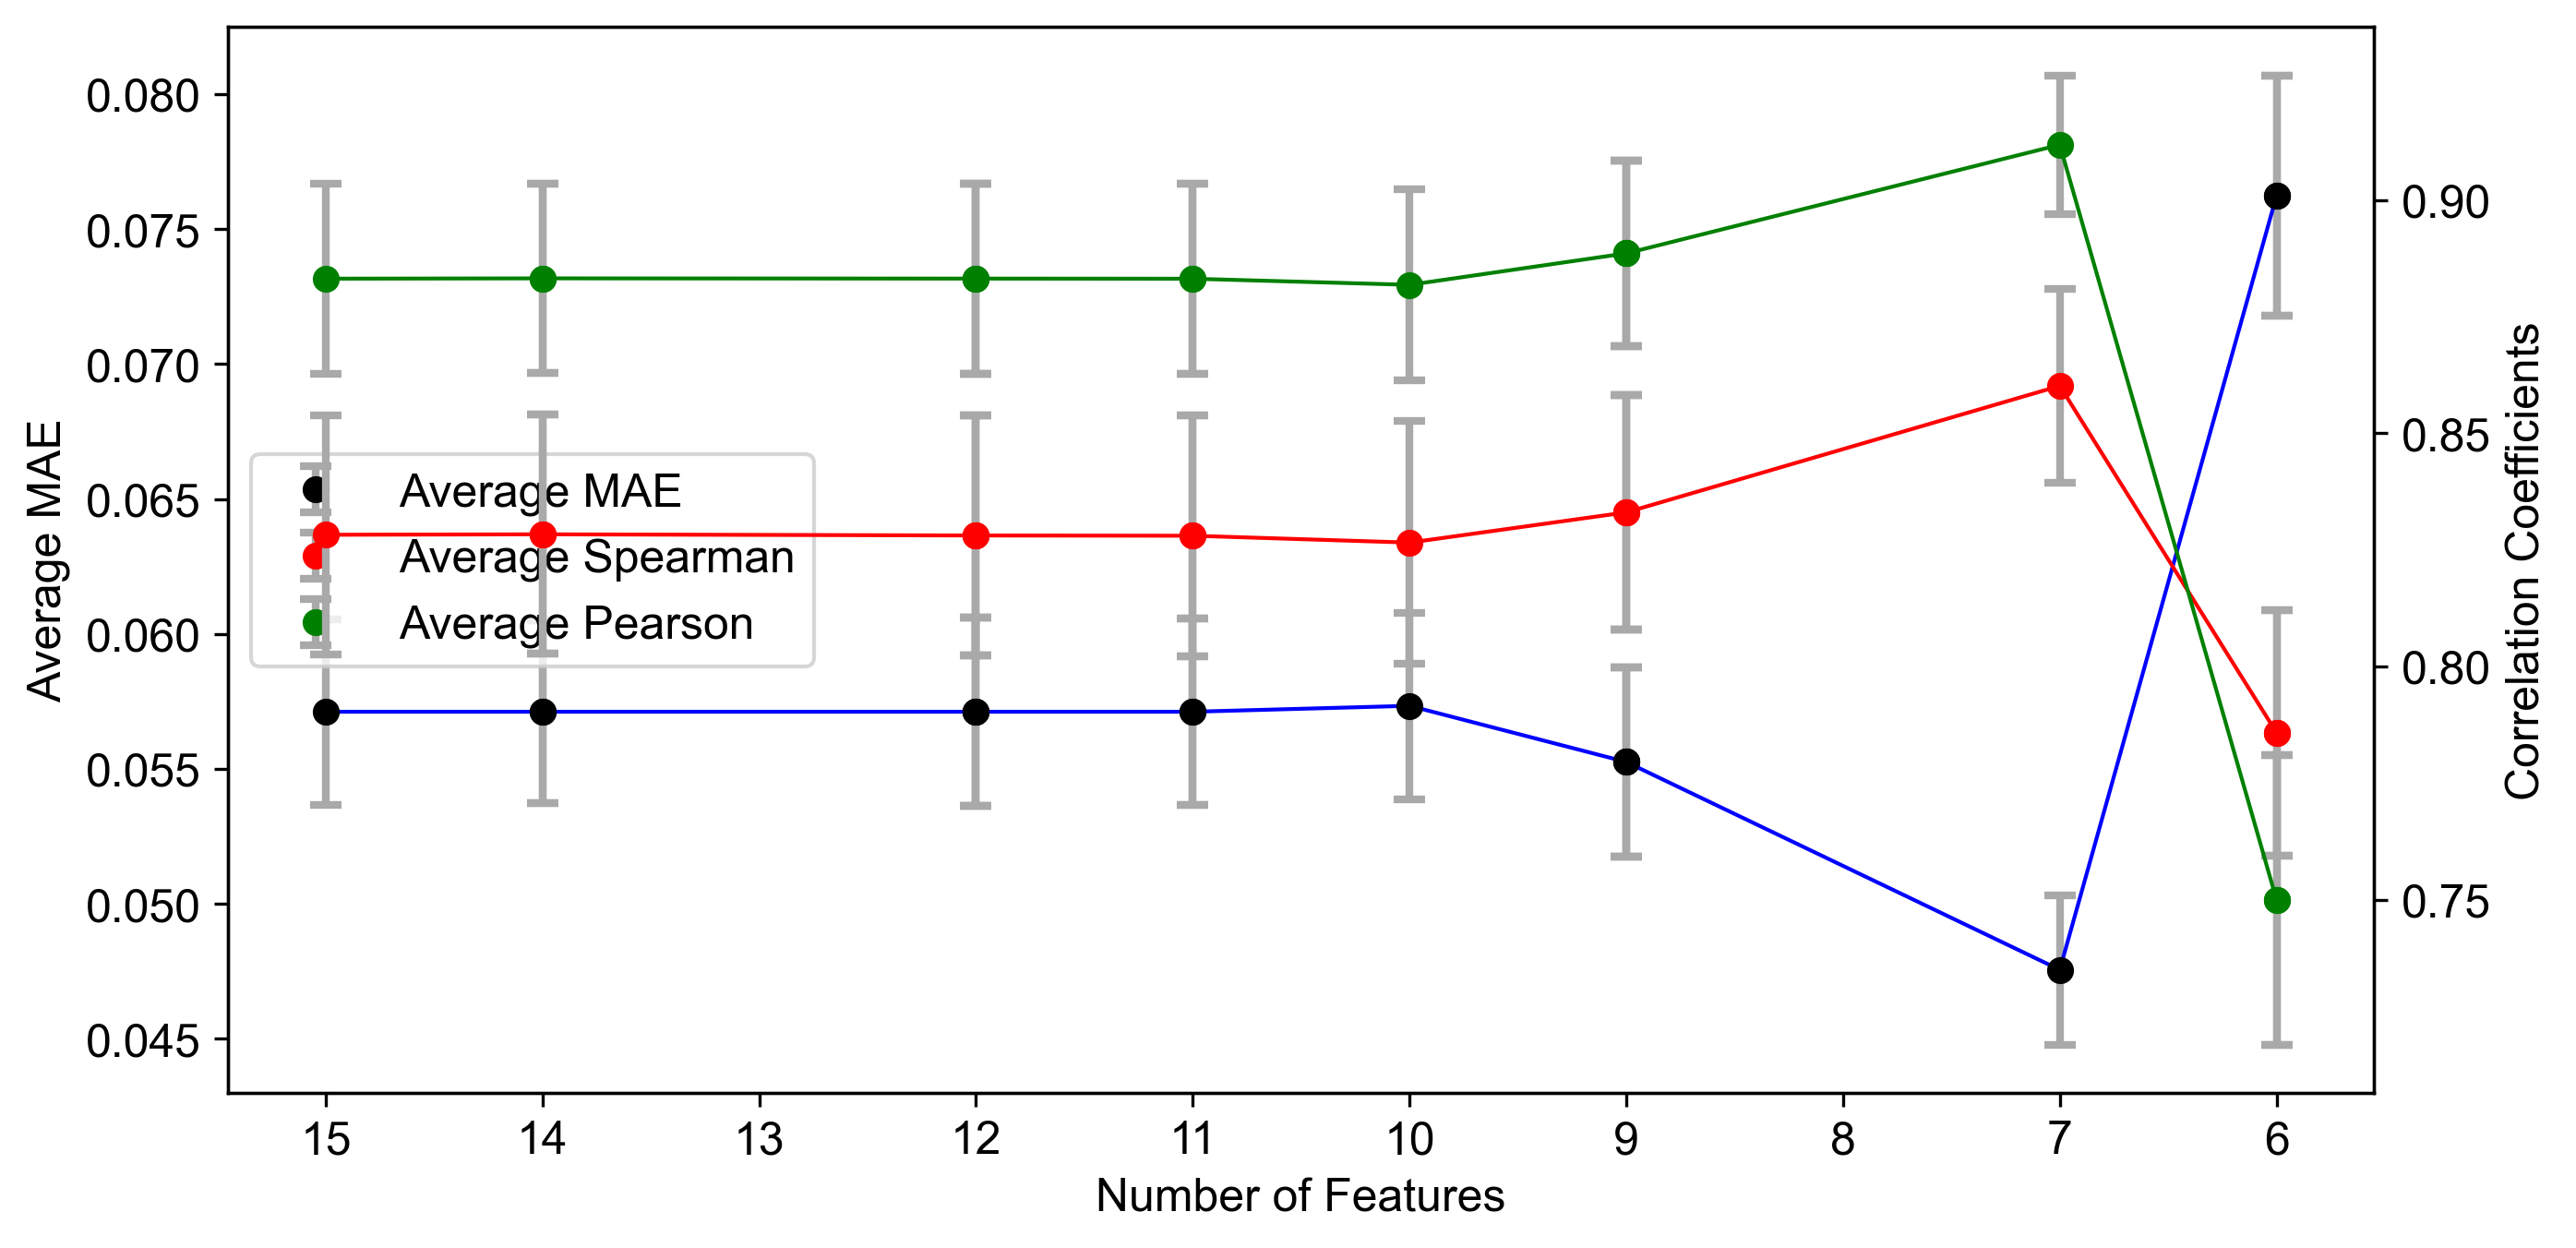 0.080
0.075
0.070
0.065
0.060
0.055
0.050
0.045
Average MAE
Average MAE
Average Spearman
Average Pearson
0.90
0.85
0.80
0.75
Correlation Coefficients
15 14 13 12 11 10 9 8 7 6
Number of Features